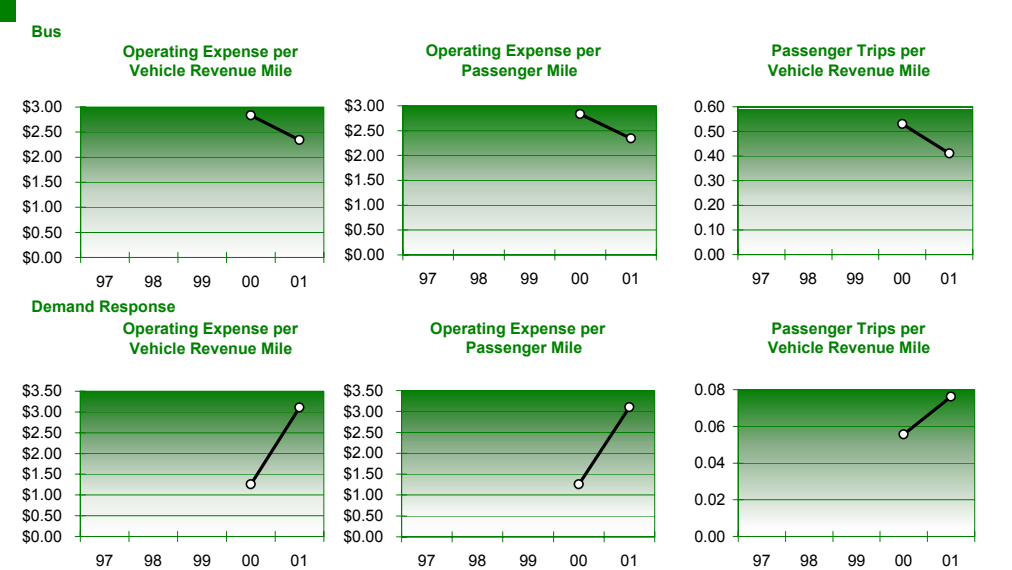 Bus
Operating Expense per
Vehicle Revenue Mile
Operating Expense per
Passenger Mile
Passenger Trips per
Vehicle Revenue Mile
$3.00
$2.50
$2.00
$1.50
$1.00
$0.50
$0.00
97 98 99 00 01
$3.00
$2.50
$2.00
$1.50
$1.00
$0.50
$0.00
97 98 99 00 01
0.60
0.50
0.40
0.30
0.20
0.10
0.00
97 98 99 00 01
Demand Response
Operating Expense per
Vehicle Revenue Mile
Operating Expense per
Passenger Mile
Passenger Trips per
Vehicle Revenue Mile
$3.50
$3.00
$2.50
$2.00
$1.50
$1.00
$0.50
$0.00
97 98 99 00 01
$3.50
$3.00
$2.50
$2.00
$1.50
$1.00
$0.50
$0.00
97 98 99 00 01
0.08
0.06
0.04
0.02
0.00
97 98 99 00 01